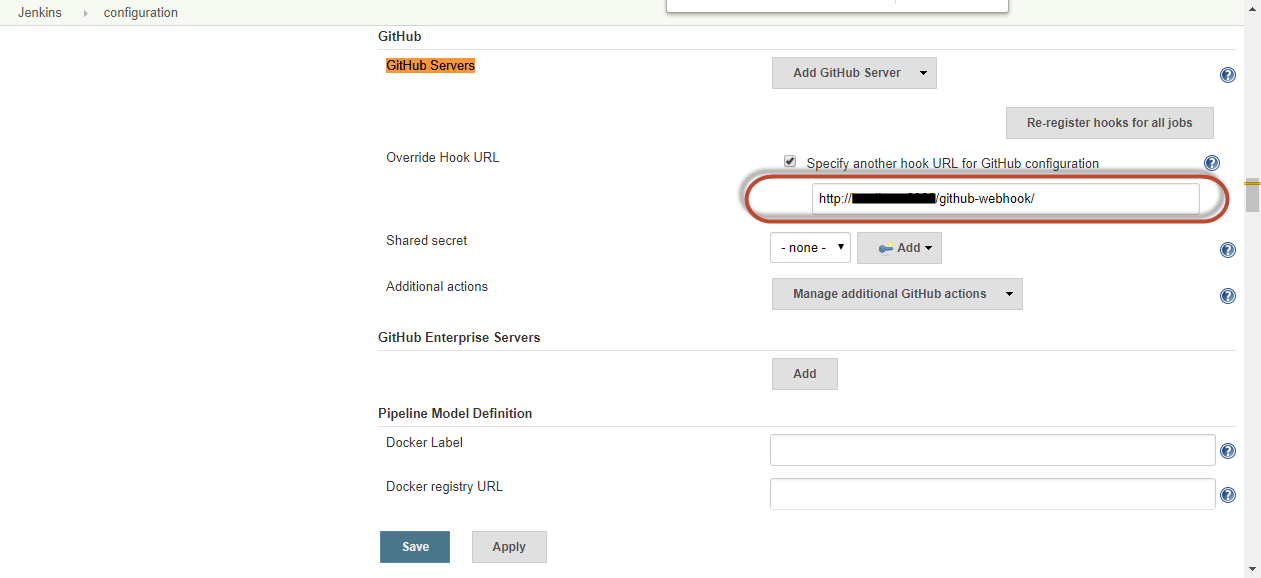 Jenkins configuration
GitHub
GitHub Servers
Add GitHub Server
Re-register hooks for all jobs
Override Hook URL
Specify another hook URL for GitHub configuration
http:// /github-webhook/
Shared secret
- none -
Add
Additional actions
Manage additional GitHub actions
GitHub Enterprise Servers
Add
Pipeline Model Definition
Docker Label
Docker registry URL
Save
Apply